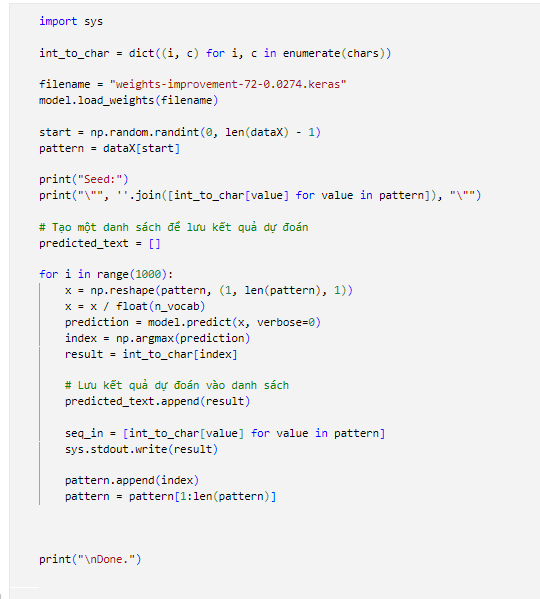 import sys
int_to_char = dict((i, c) for i, c in enumerate(chars))
filename = "weights-improvement-72-0.0274.keras"
model.load_weights(filename)
start = np.random.randint(0, len(dataX) - 1)
pattern = dataX[start]
print("Seed:")
print("\"", ''.join([int_to_char[value] for value in pattern]), "\"")
# Tạo một danh sách để lưu kết quả dự đoán
predicted_text = []
for i in range(1000):
    x = np.reshape(pattern, (1, len(pattern), 1))
    x = x / float(n_vocab)
    prediction = model.predict(x, verbose=0)
    index = np.argmax(prediction)
    result = int_to_char[index]
    # Lưu kết quả dự đoán vào danh sách
    predicted_text.append(result)
    seq_in = [int_to_char[value] for value in pattern]
    sys.stdout.write(result)
    pattern.append(index)
    pattern = pattern[1:len(pattern)]
print("\nDone.")